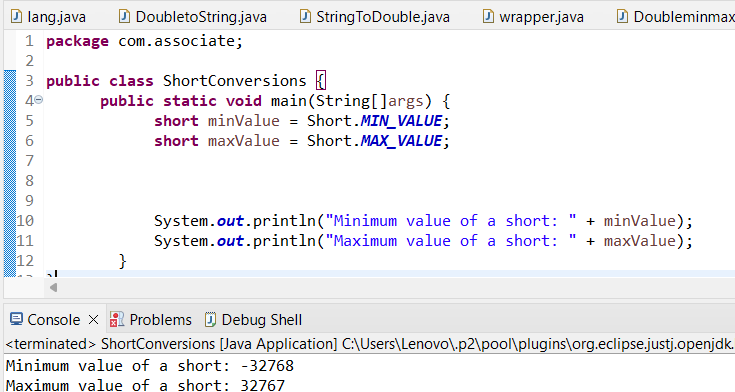 lang.java DoubletoString.java StringToDouble.java wrapper.java Doubleminmax
1 package com.associate;
2
3 public class ShortConversions {
4 public static void main(String[]args) {
5 short minValue = Short.MIN_VALUE;
6 short maxValue = Short.MAX_VALUE;
7
8
9
10 System.out.println("Minimum value of a short: " + minValue);
11 System.out.println("Maximum value of a short: " + maxValue);
12 }
Console Problems Debug Shell
<terminated> ShortConversions [Java Application] C:\Users\Lenovo\.p2\pool\plugins\org.eclipse.justj.openjdk.
Minimum value of a short: -32768
Maximum value of a short: 32767